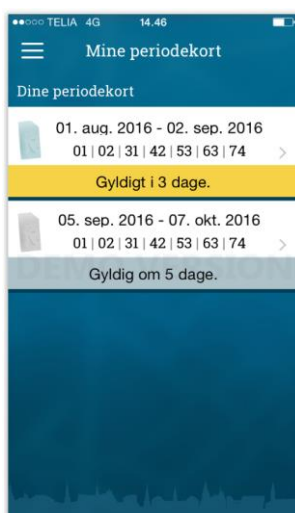 TELIA 4G 14.46
Mine periodekort
Dine periodekort
01. aug. 2016 - 02. sep. 2016
01 | 02 | 31 | 42 | 53 | 63 | 74
Gyldigt i 3 dage.
05. sep. 2016 - 07. okt. 2016
01 | 02 | 31 | 42 | 53 | 63 | 74
DEMO VERSION
Gyldig om 5 dage.